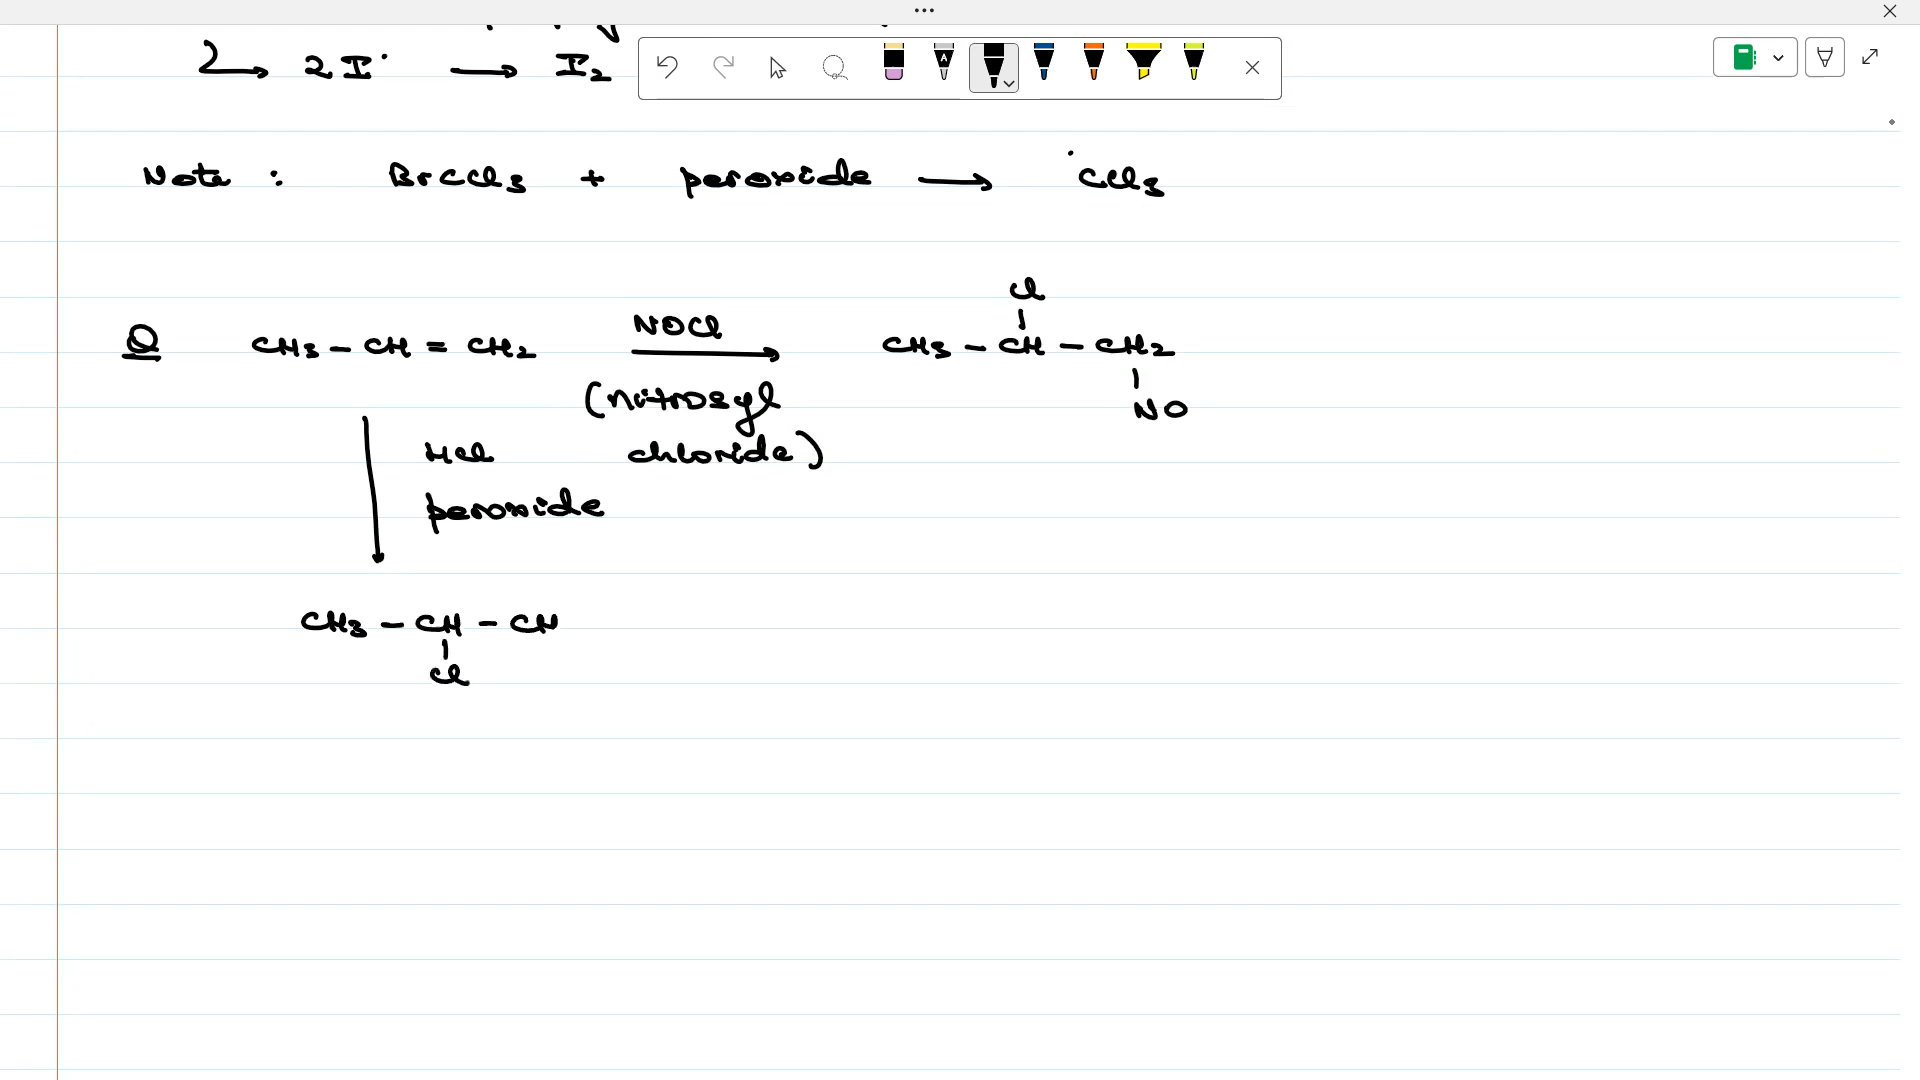 2I· → I2
Note : BrCCl3 + peroxide → ·CCl3
Cl
Q CH3 - CH = CH2 NOCl → CH3 - CH - CH2
(nitrosyl NO
HCl chloride)
peroxide
CH3 - CH - CH
Cl